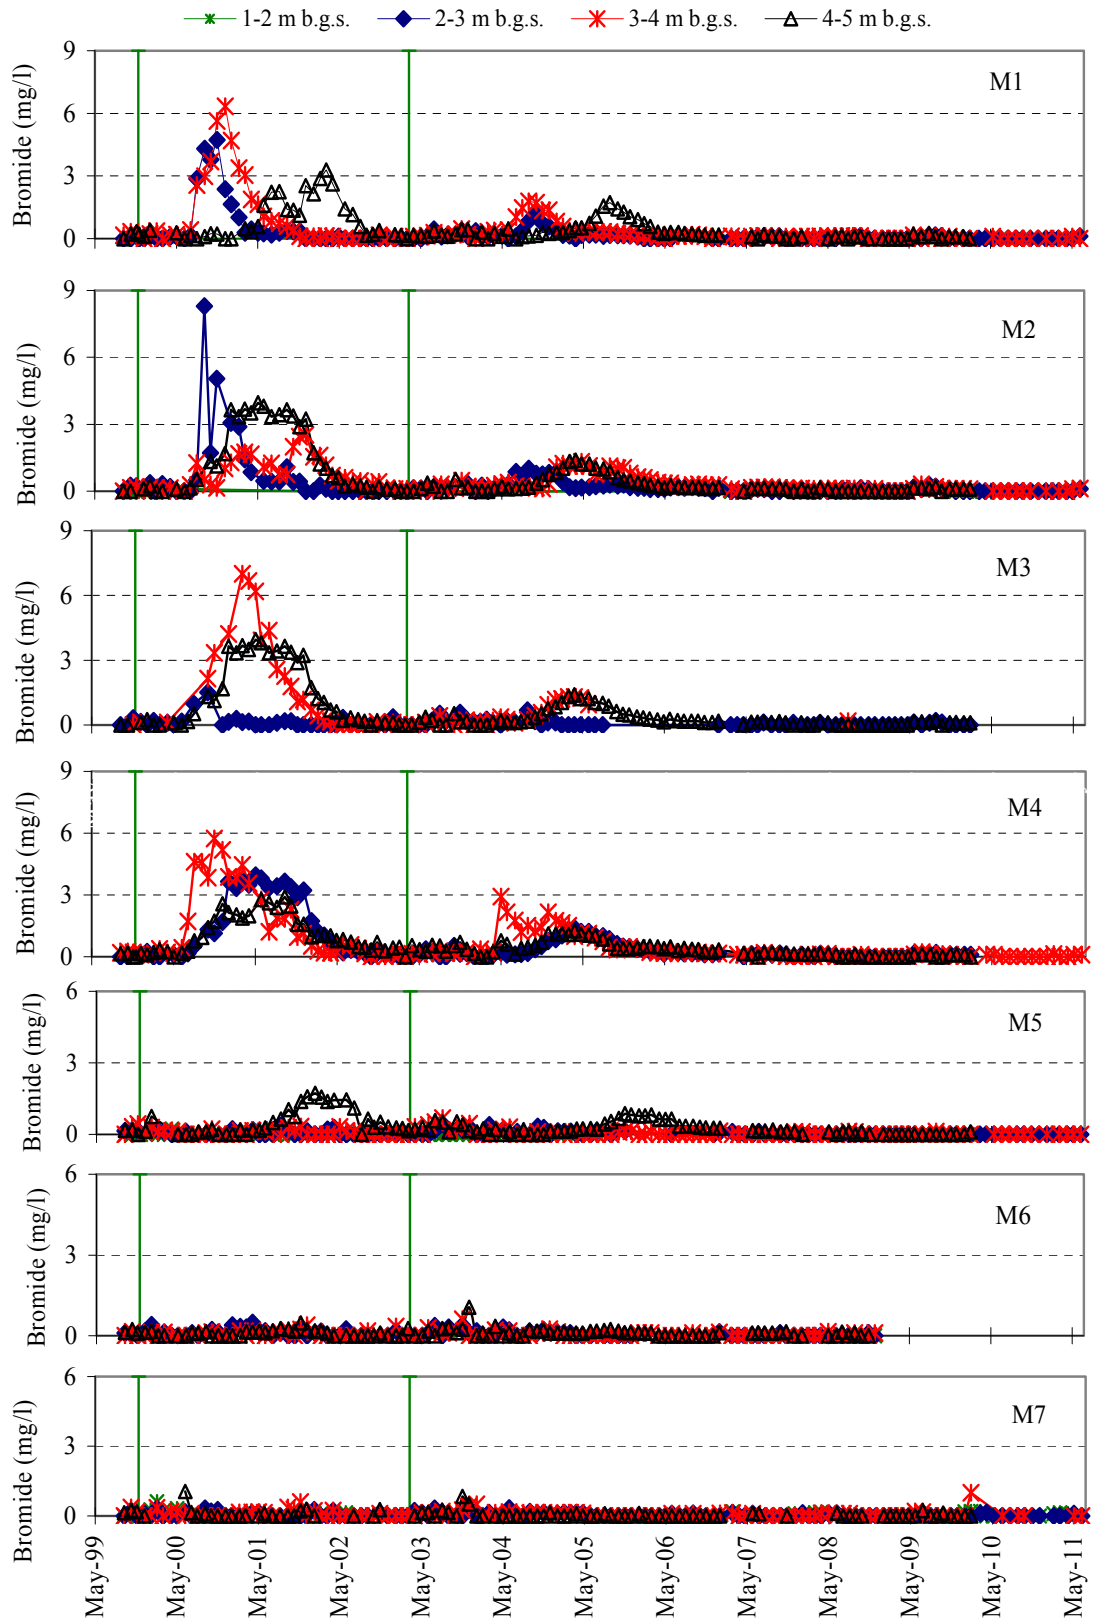 1-2 m b.g.s. 2-3 m b.g.s. 3-4 m b.g.s. 4-5 m b.g.s.
Bromide (mg/l)
9
6
3
0
M1
Bromide (mg/l)
9
6
3
0
M2
Bromide (mg/l)
9
6
3
0
M3
Bromide (mg/l)
9
6
3
0
M4
Bromide (mg/l)
6
3
0
M5
Bromide (mg/l)
6
3
0
M6
Bromide (mg/l)
6
3
0
M7
May-99 May-00 May-01 May-02 May-03 May-04 May-05 May-06 May-07 May-08 May-09 May-10 May-11